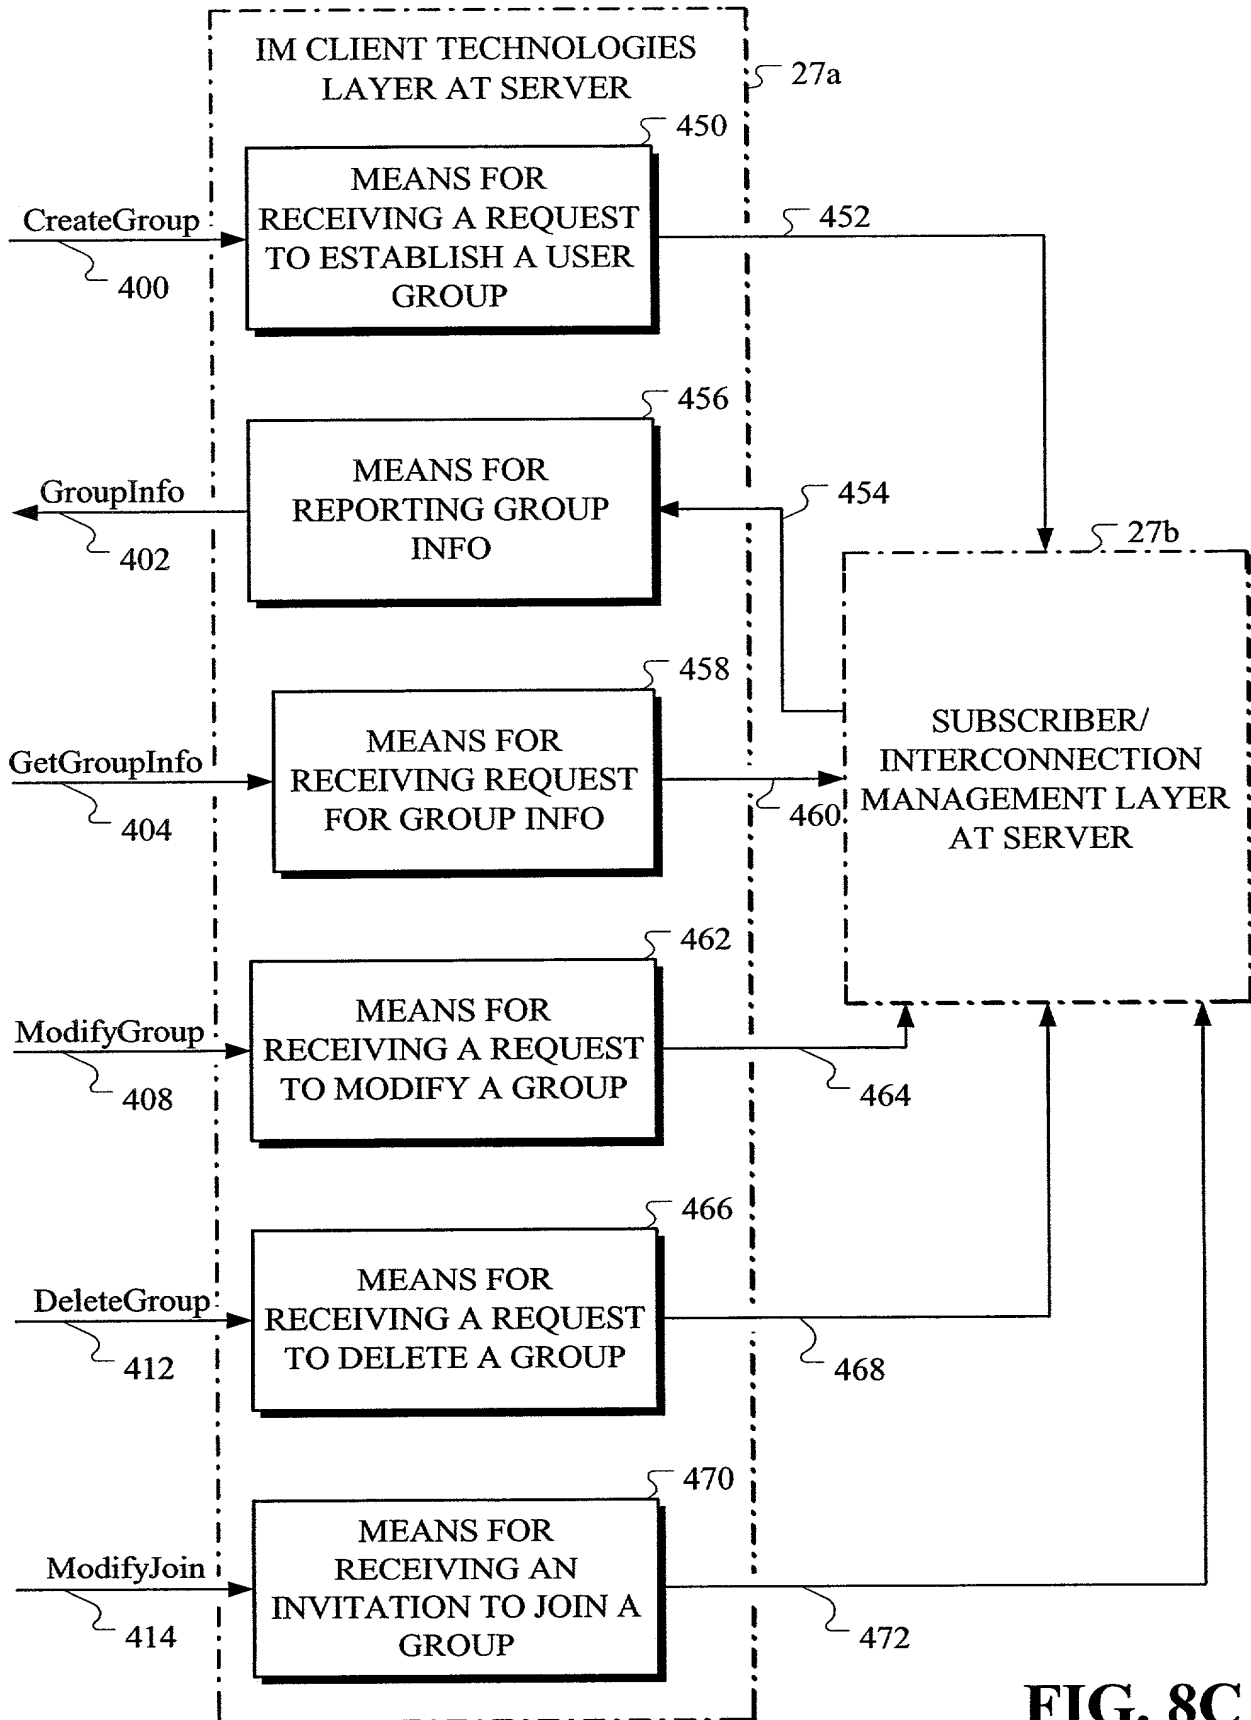 IM CLIENT TECHNOLOGIES
LAYER AT SERVER
27a
450
MEANS FOR
RECEIVING A REQUEST
TO ESTABLISH A USER
GROUP
CreateGroup
400
452
456
MEANS FOR
REPORTING GROUP
INFO
GroupInfo
402
454
27b
458
MEANS FOR
RECEIVING REQUEST
FOR GROUP INFO
GetGroupInfo
404
460
SUBSCRIBER/
INTERCONNECTION
MANAGEMENT LAYER
AT SERVER
462
MEANS FOR
RECEIVING A REQUEST
TO MODIFY A GROUP
ModifyGroup
408
464
466
MEANS FOR
RECEIVING A REQUEST
TO DELETE A GROUP
DeleteGroup
412
468
470
MEANS FOR
RECEIVING AN
INVITATION TO JOIN A
GROUP
ModifyJoin
414
472
FIG. 8C